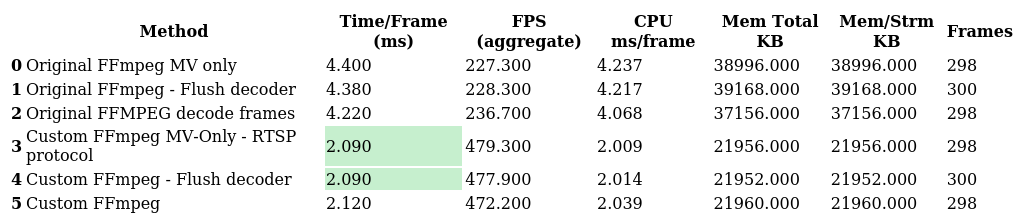 Method Time/Frame (ms) FPS (aggregate) CPU ms/frame Mem Total KB Mem/Strm KB Frames
0 Original FFmpeg MV only 4.400 227.300 4.237 38996.000 38996.000 298
1 Original FFmpeg - Flush decoder 4.380 228.300 4.217 39168.000 39168.000 300
2 Original FFMPEG decode frames 4.220 236.700 4.068 37156.000 37156.000 298
3 Custom FFmpeg MV-Only - RTSP protocol 2.090 479.300 2.009 21956.000 21956.000 298
4 Custom FFmpeg - Flush decoder 2.090 477.900 2.014 21952.000 21952.000 300
5 Custom FFmpeg 2.120 472.200 2.039 21960.000 21960.000 298